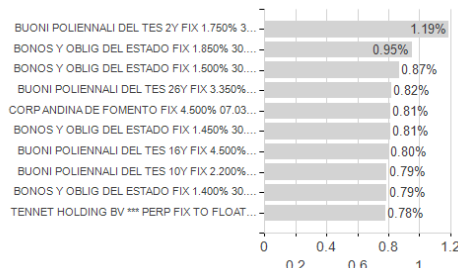 BUONI POLIENNALI DEL TES 2Y FIX 1.750% 3... 1.19%
BONOS Y OBLIG DEL ESTADO FIX 1.850% 30.... 0.95%
BONOS Y OBLIG DEL ESTADO FIX 1.500% 30.... 0.87%
BUONI POLIENNALI DEL TES 26Y FIX 3.350%... 0.82%
CORP ANDINA DE FOMENTO FIX 4.500% 07.03... 0.81%
BONOS Y OBLIG DEL ESTADO FIX 1.450% 30.... 0.81%
BUONI POLIENNALI DEL TES 16Y FIX 4.500%... 0.80%
BUONI POLIENNALI DEL TES 10Y FIX 2.200%... 0.79%
BONOS Y OBLIG DEL ESTADO FIX 1.400% 30.... 0.79%
TENNET HOLDING BV *** PERP FIX TO FLOAT... 0.78%
0 0.4 0.8 1.2
0.2 0.6 1